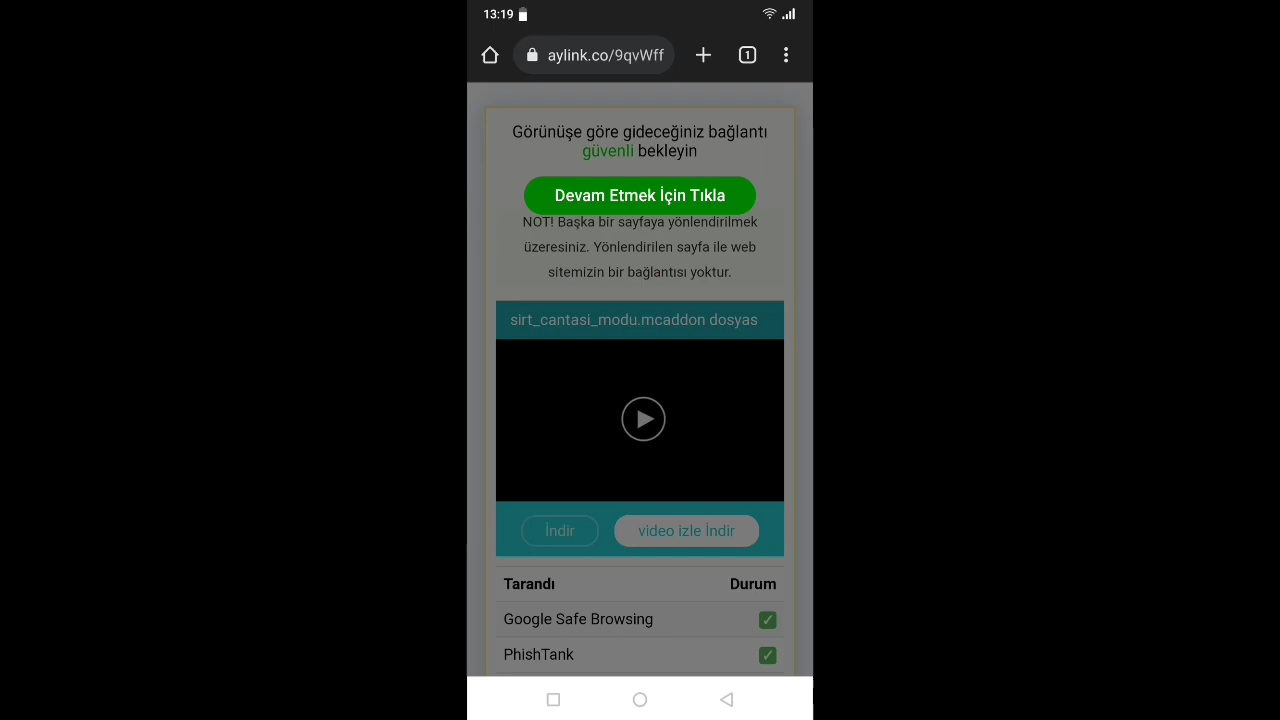 13:19
aylink.co/9qvWff
1
Görünüşe göre gideceğiniz bağlantı
güvenli bekleyin
Devam Etmek İçin Tıkla
NOT! Başka bir sayfaya yönlendirilmek
üzeresiniz. Yönlendirilen sayfa ile web
sitemizin bir bağlantısı yoktur.
sirt_cantasi_modu.mcaddon dosyas
İndir
video izle İndir
Tarandı
Durum
Google Safe Browsing
PhishTank